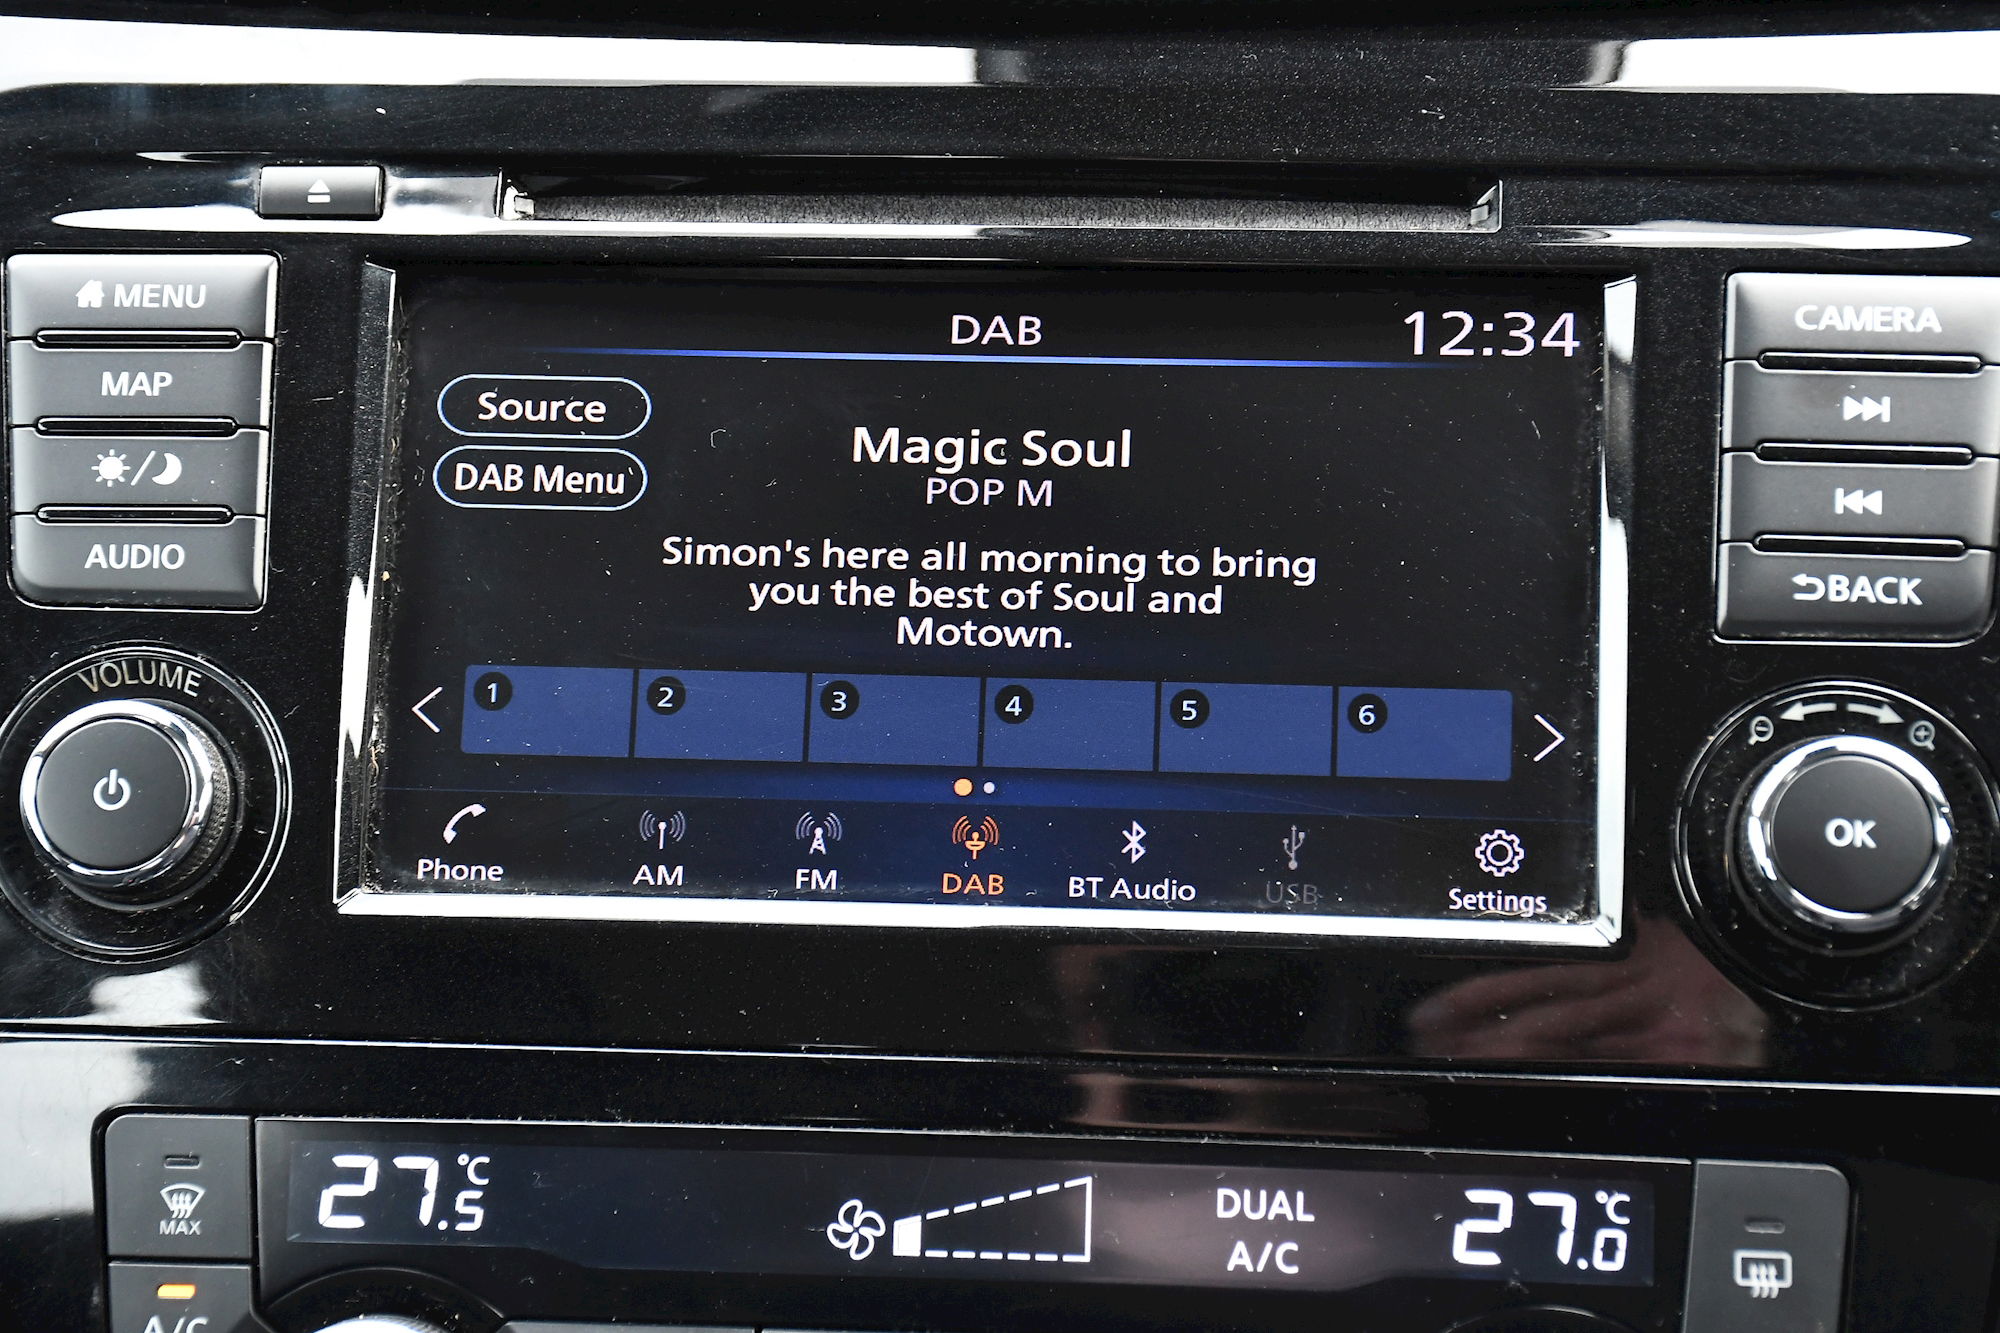 MENU
MAP
AUDIO
VOLUME
DAB
12:34
Source
DAB Menu
Magic Soul
POP M
Simon's here all morning to bring
you the best of Soul and
Motown.
1 2 3 4 5 6
Phone AM FM DAB BT Audio USB Settings
CAMERA
BACK
OK
MAX
27.5 °C
DUAL
A/C
27.0 °C
A/C